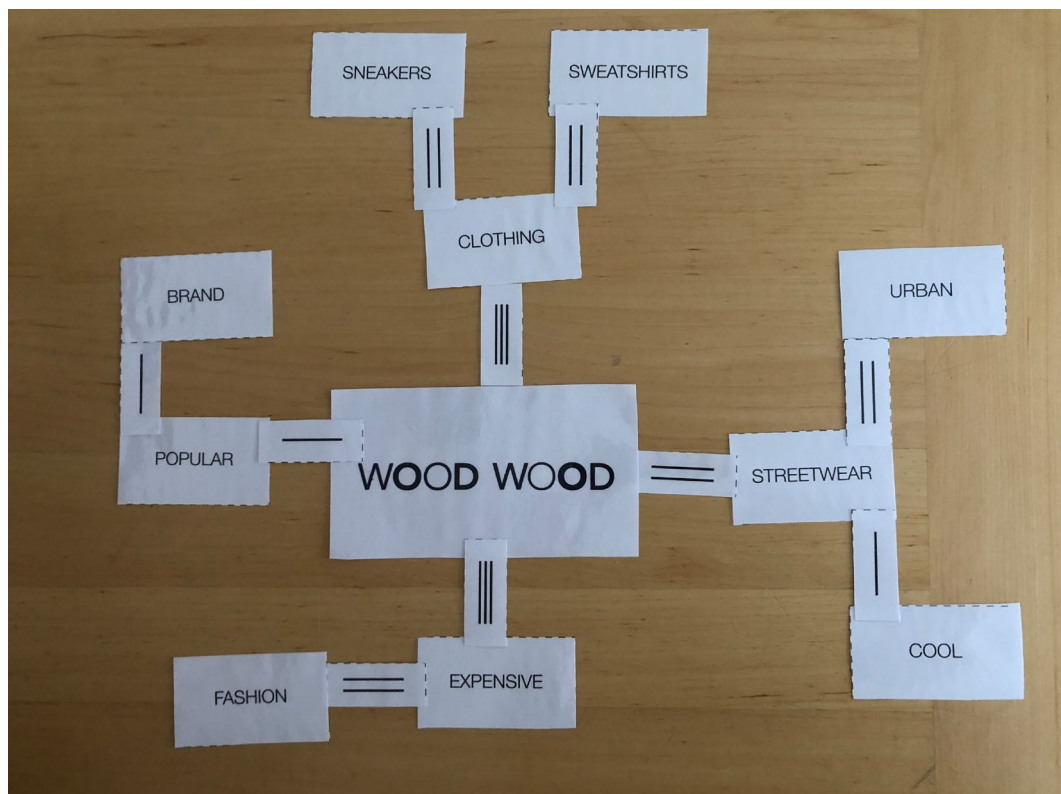 SNEAKERS
SWEATSHIRTS
CLOTHING
BRAND
URBAN
POPULAR
WOOD WOOD
STREETWEAR
COOL
EXPENSIVE
FASHION